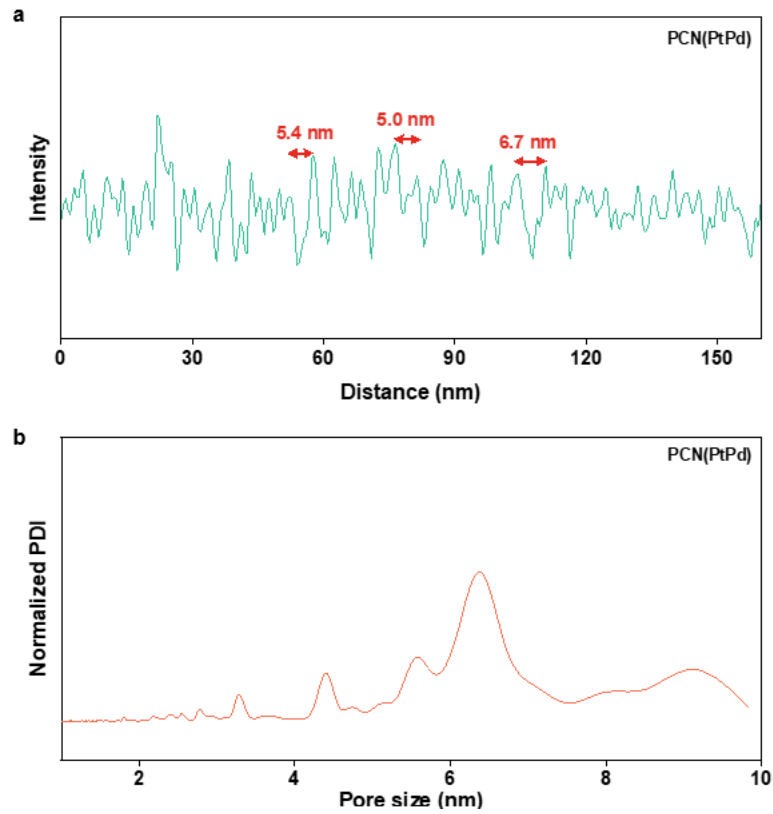 a
PCN(PtPd)
5.4 nm
5.0 nm
6.7 nm
Intensity
0 30 60 90 120 150
Distance (nm)
b
PCN(PtPd)
Normalized PDI
2 4 6 8 10
Pore size (nm)